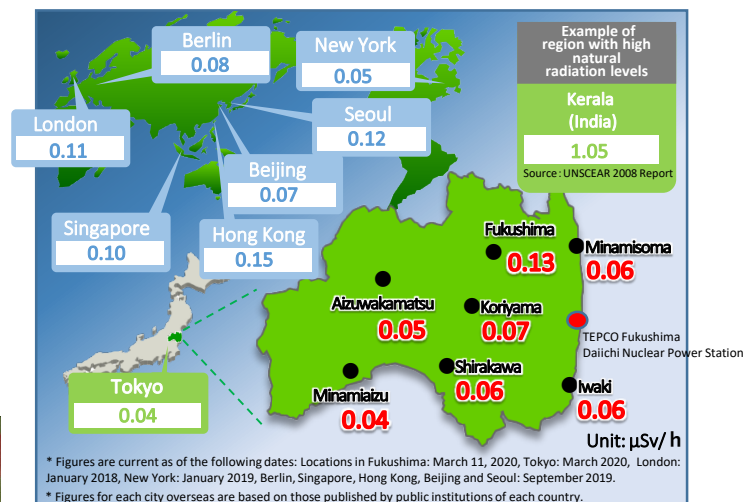 Berlin
0.08
New York
0.05
Example of
region with high
natural
radiation levels
Kerala
(India)
1.05
Source : UNSCEAR 2008 Report
London
0.11
Seoul
0.12
Beijing
0.07
Singapore
0.10
Hong Kong
0.15
Fukushima
0.13
Minamisoma
0.06
Aizuwakamatsu
0.05
Koriyama
0.07
TEPCO Fukushima
Daiichi Nuclear Power Station
Shirakawa
0.06
Minamiaizu
0.04
Iwaki
0.06
Tokyo
0.04
Unit: μSv/ h
* Figures are current as of the following dates: Locations in Fukushima: March 11, 2020, Tokyo: March 2020, London:
January 2018, New York: January 2019, Berlin, Singapore, Hong Kong, Beijing and Seoul: September 2019.
* Figures for each city overseas are based on those published by public institutions of each country.